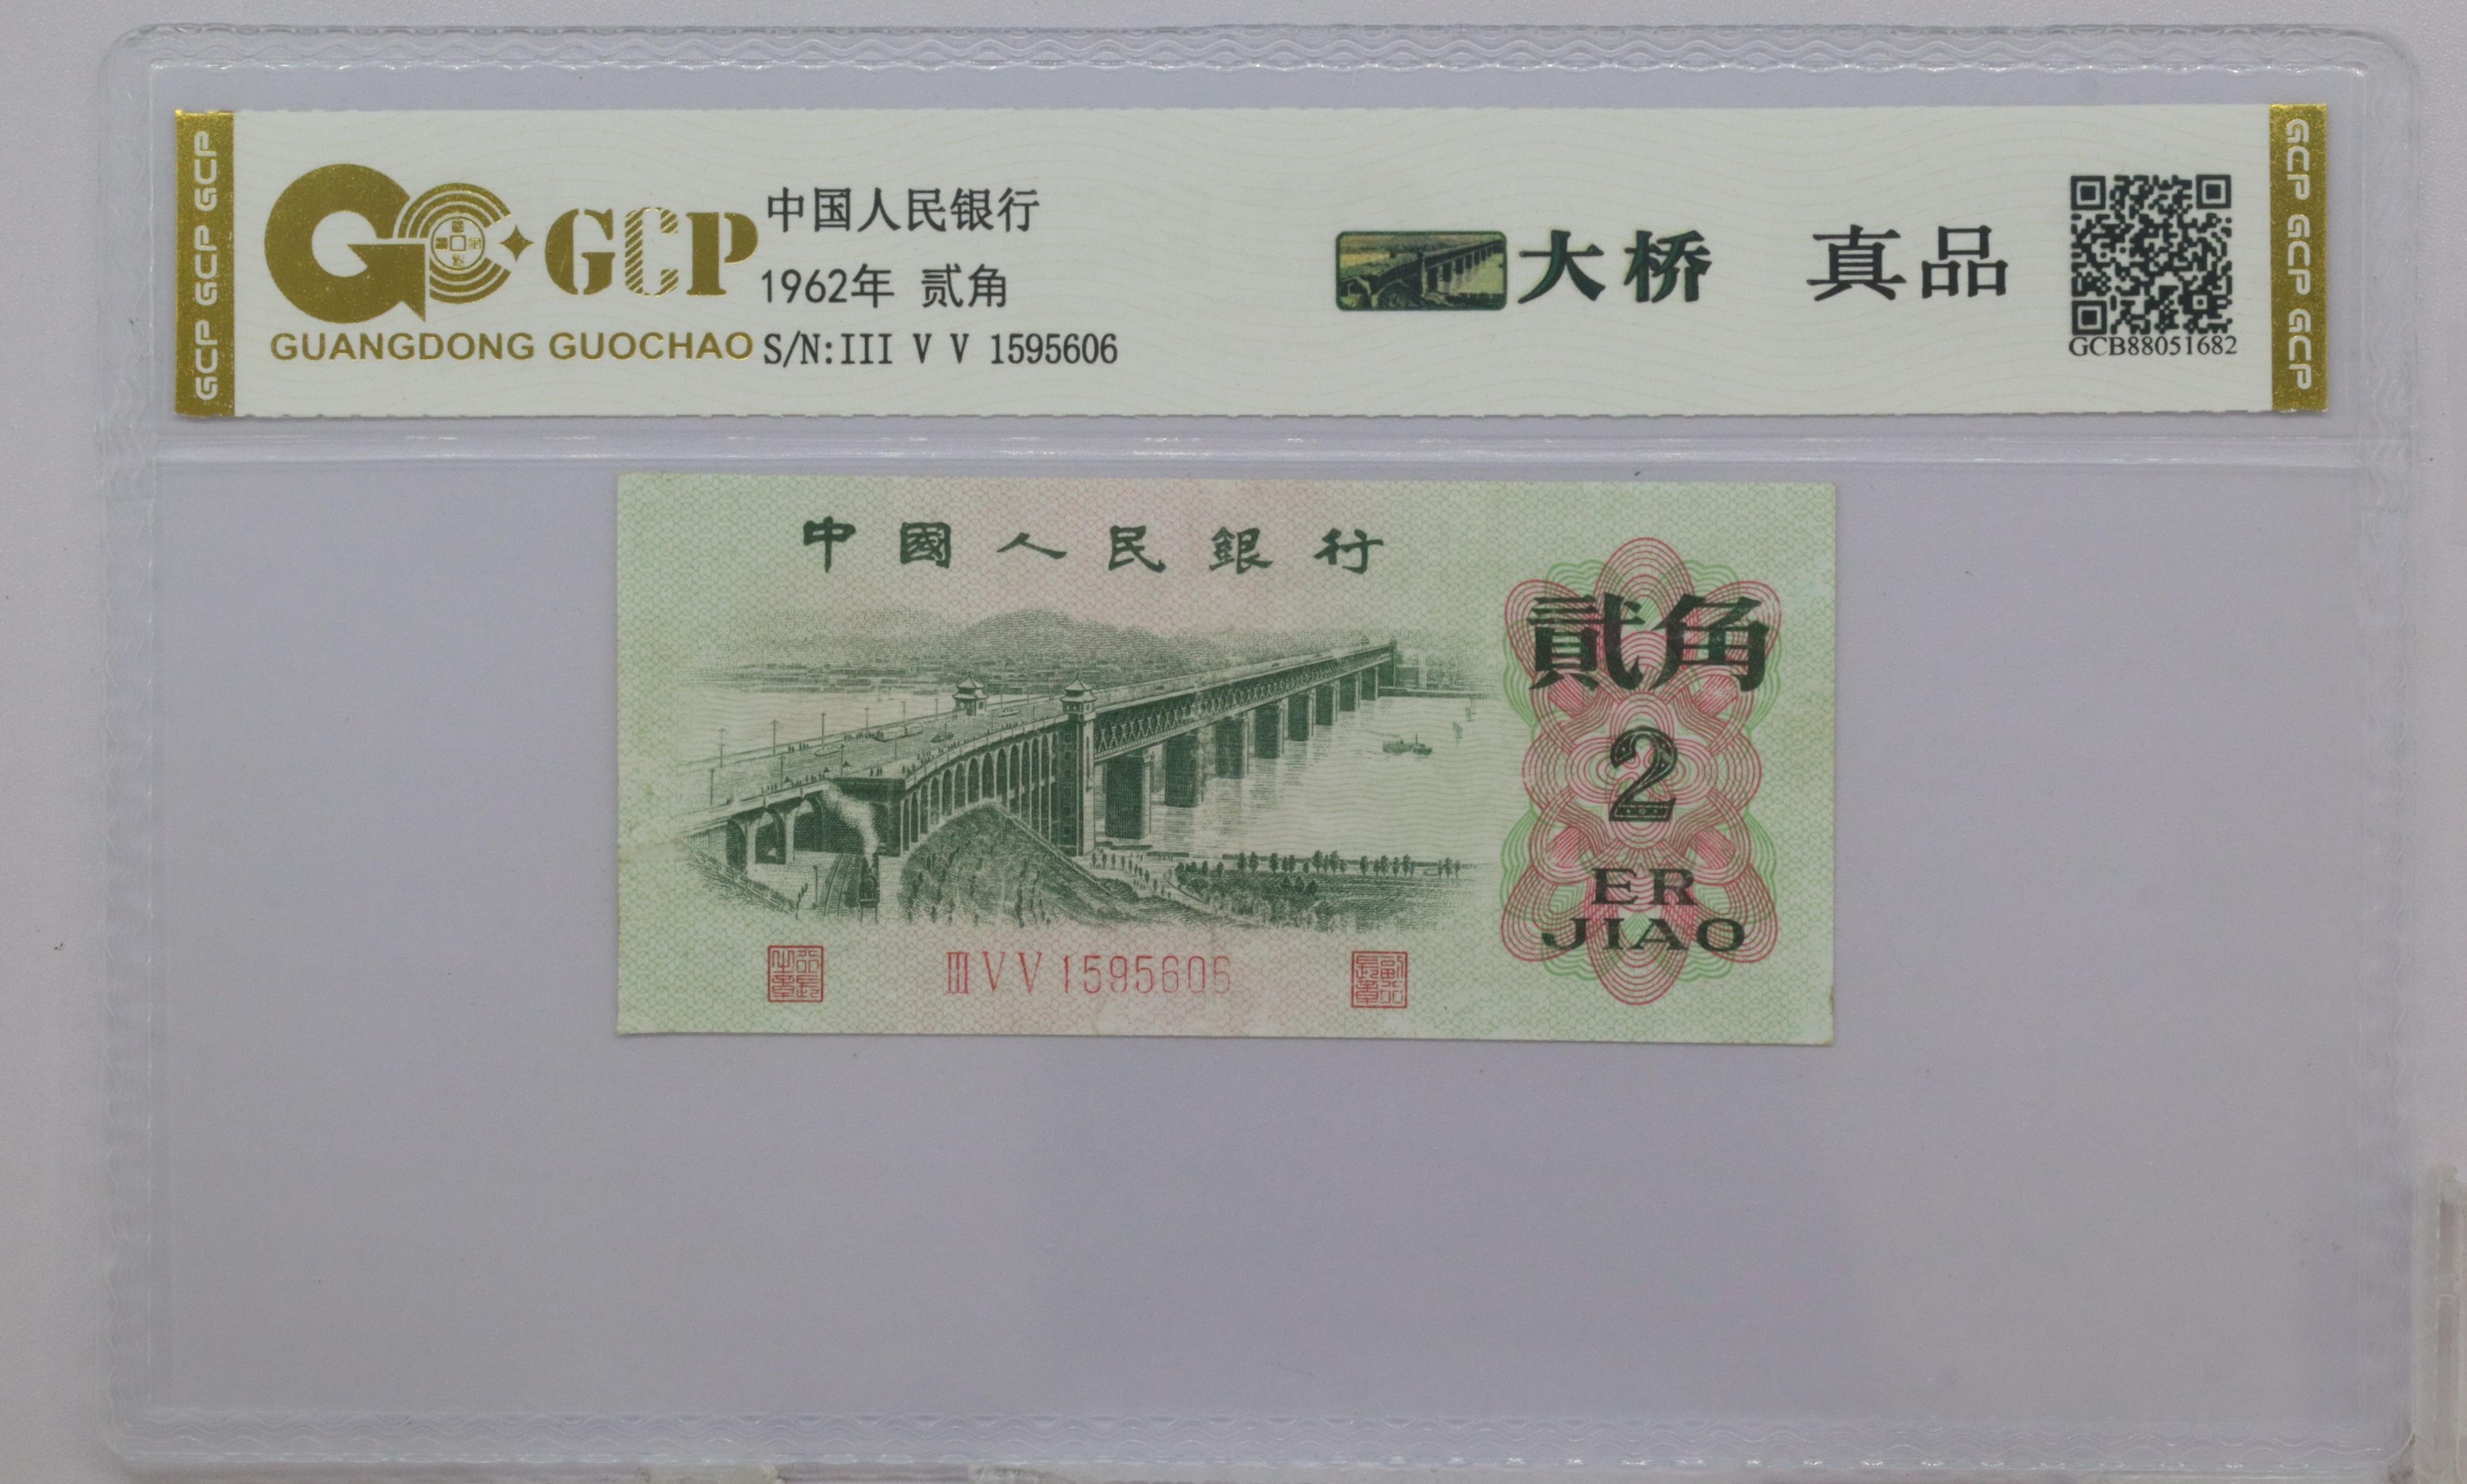 GCP GCP GCP
GCP
GUANGDONG GUOCHAO
中国人民银行
1962年 贰角
S/N:III V V 1595606
大桥 真品
GCB88051682
GCP GCP GCP
中國人民銀行
貳角
2
ER
JIAO
III V V 1595606